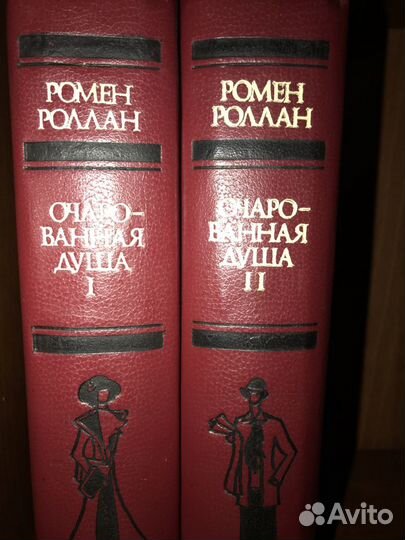 РОМЕН
РОЛЛАН
ОЧАРО-
ВАННАЯ
ДУША
I
РОМЕН
РОЛЛАН
ОЧАРО-
ВАННАЯ
ДУША
II
Avito